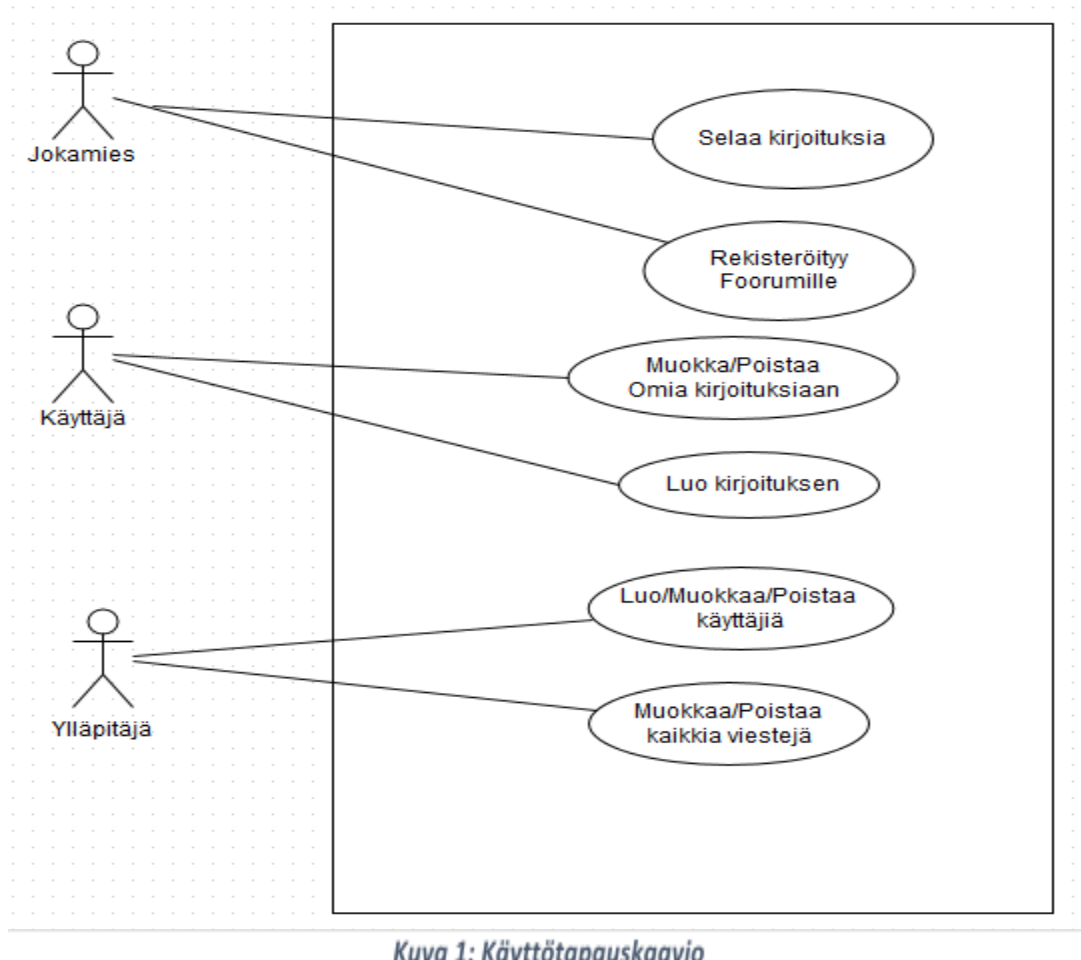 Jokamies
Selaa kirjoituksia
Rekisteröityy
Foorumille
Käyttäjä
Muokka/Poistaa
Omia kirjoituksiaan
Luo kirjoituksen
Ylläpitäjä
Luo/Muokkaa/Poistaa
käyttäjiä
Muokkaa/Poistaa
kaikkia viestejä
Kuva 1: Käyttötapauskaavio